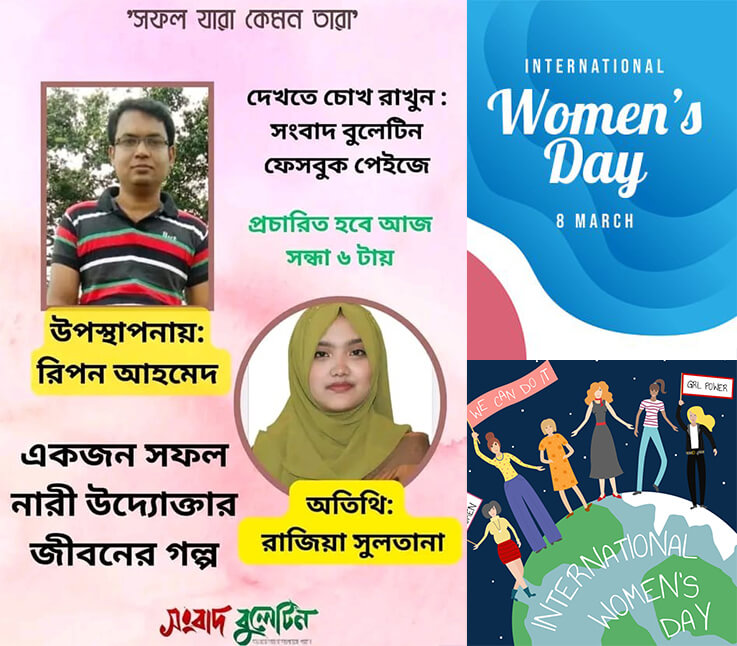 'সফল যারা কেমন তারা'
দেখতে চোখ রাখুন :
সংবাদ বুলেটিন
ফেসবুক পেইজে
প্রচারিত হবে আজ
সন্ধা ৬ টায়
উপস্থাপনায়:
রিপন আহমেদ
একজন সফল
নারী উদ্যোক্তার
জীবনের গল্প
অতিথি:
রাজিয়া সুলতানা
সংবাদ বুলেটিন
INTERNATIONAL
Women's
Day
8 MARCH
WE CAN DO IT
GRL POWER
INTERNATIONAL
WOMEN'S
DAY